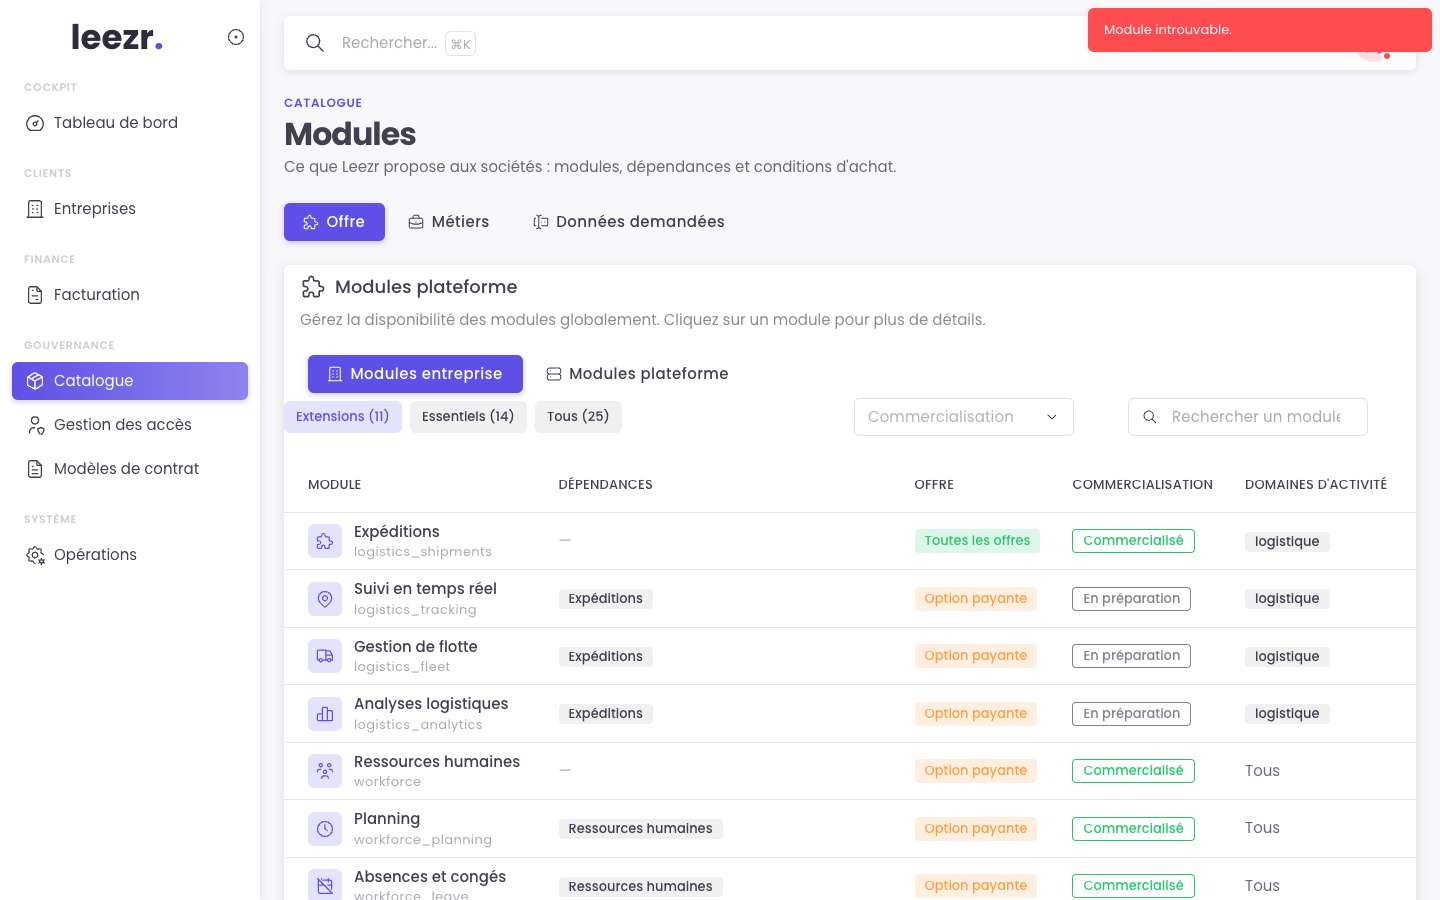 leezr.
Rechercher... ⌘K
Module introuvable.
COCKPIT
Tableau de bord
CLIENTS
Entreprises
FINANCE
Facturation
GOUVERNANCE
Catalogue
Gestion des accès
Modèles de contrat
SYSTÈME
Opérations
CATALOGUE
Modules
Ce que Leezr propose aux sociétés : modules, dépendances et conditions d'achat.
Offre Métiers Données demandées
Modules plateforme
Gérez la disponibilité des modules globalement. Cliquez sur un module pour plus de détails.
Modules entreprise Modules plateforme
Extensions (11) Essentiels (14) Tous (25) Commercialisation Rechercher un module
MODULE DÉPENDANCES OFFRE COMMERCIALISATION DOMAINES D'ACTIVITÉ
Expéditions — Toutes les offres Commercialisé logistique
logistics_shipments
Suivi en temps réel Expéditions Option payante En préparation logistique
logistics_tracking
Gestion de flotte Expéditions Option payante En préparation logistique
logistics_fleet
Analyses logistiques Expéditions Option payante En préparation logistique
logistics_analytics
Ressources humaines — Option payante Commercialisé Tous
workforce
Planning Ressources humaines Option payante Commercialisé Tous
workforce_planning
Absences et congés Ressources humaines Option payante Commercialisé Tous
workforce_leave